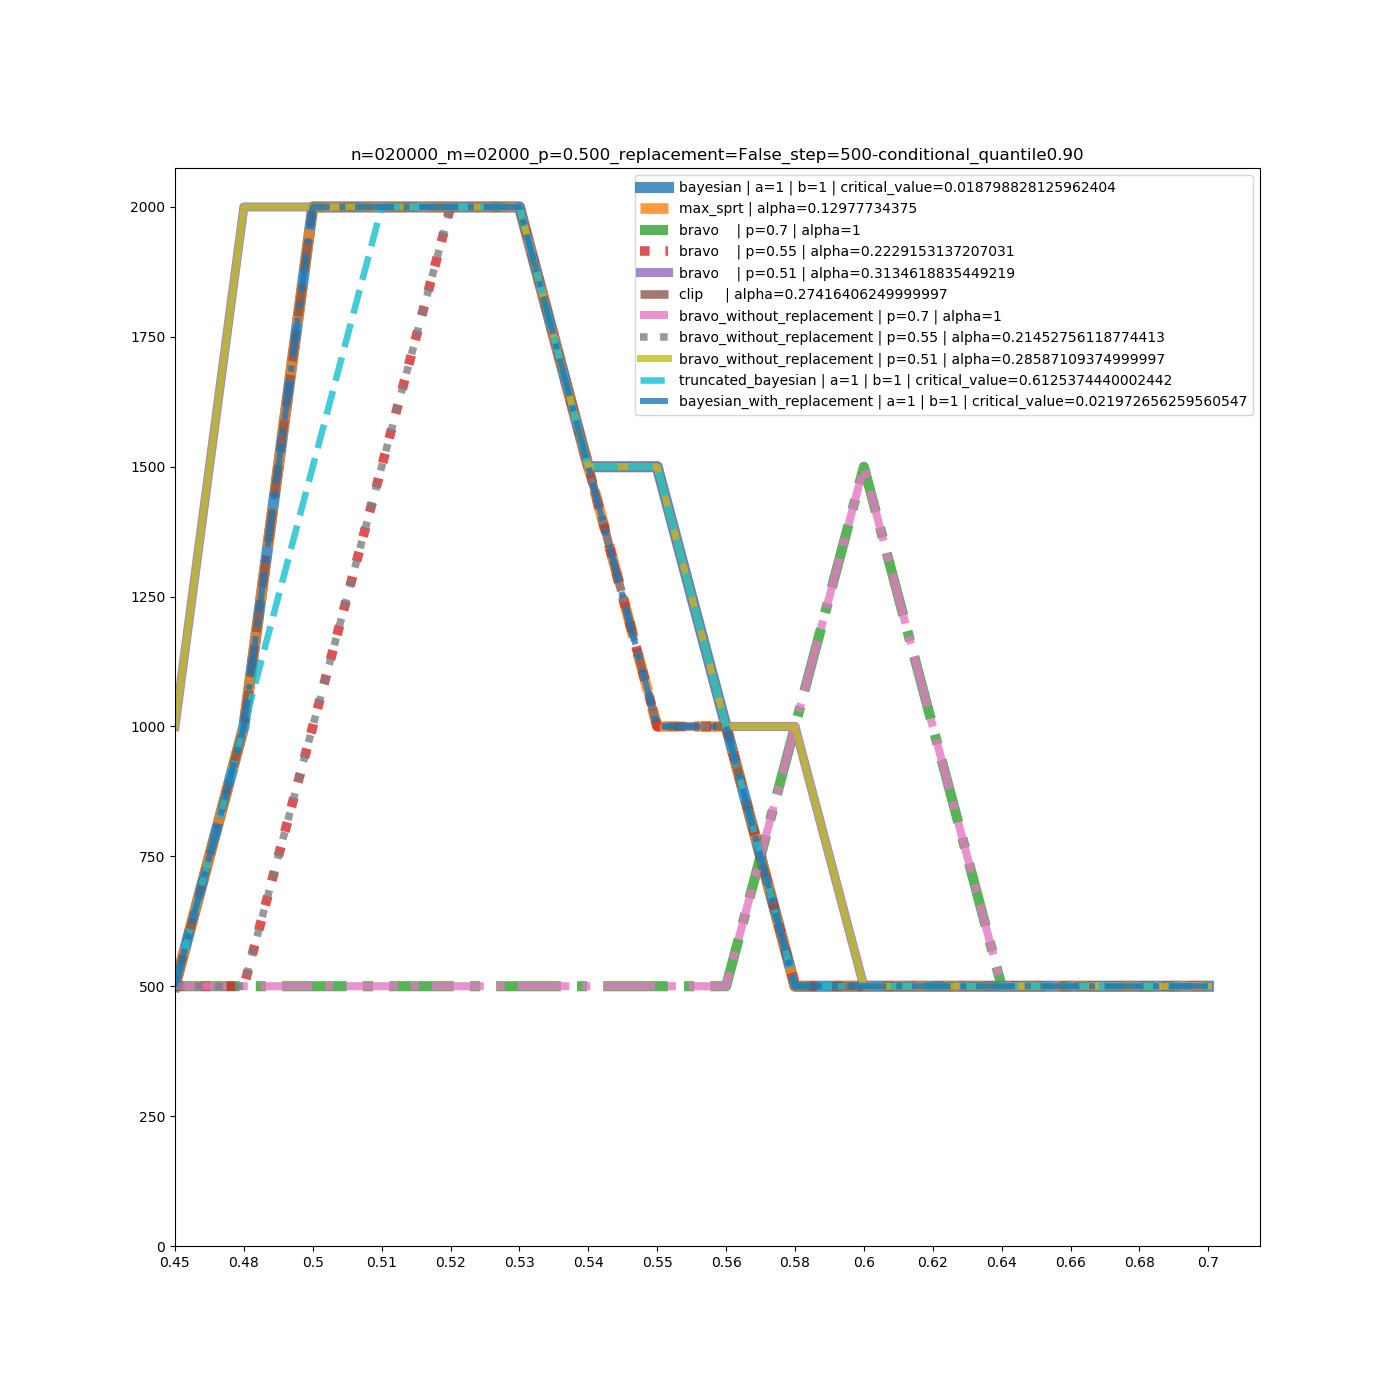 n=020000_m=02000_p=0.500_replacement=False_step=500-conditional_quantile0.90
bayesian | a=1 | b=1 | critical_value=0.018798828125962404
max_sprt | alpha=0.12977734375
bravo | p=0.7 | alpha=1
bravo | p=0.55 | alpha=0.2229153137207031
bravo | p=0.51 | alpha=0.3134618835449219
clip | alpha=0.27416406249999997
bravo_without_replacement | p=0.7 | alpha=1
bravo_without_replacement | p=0.55 | alpha=0.21452756118774413
bravo_without_replacement | p=0.51 | alpha=0.28587109374999997
truncated_bayesian | a=1 | b=1 | critical_value=0.6125374440002442
bayesian_with_replacement | a=1 | b=1 | critical_value=0.021972656259560547
2000
1750
1500
1250
1000
750
500
250
0
0.45 0.48 0.5 0.51 0.52 0.53 0.54 0.55 0.56 0.58 0.6 0.62 0.64 0.66 0.68 0.7